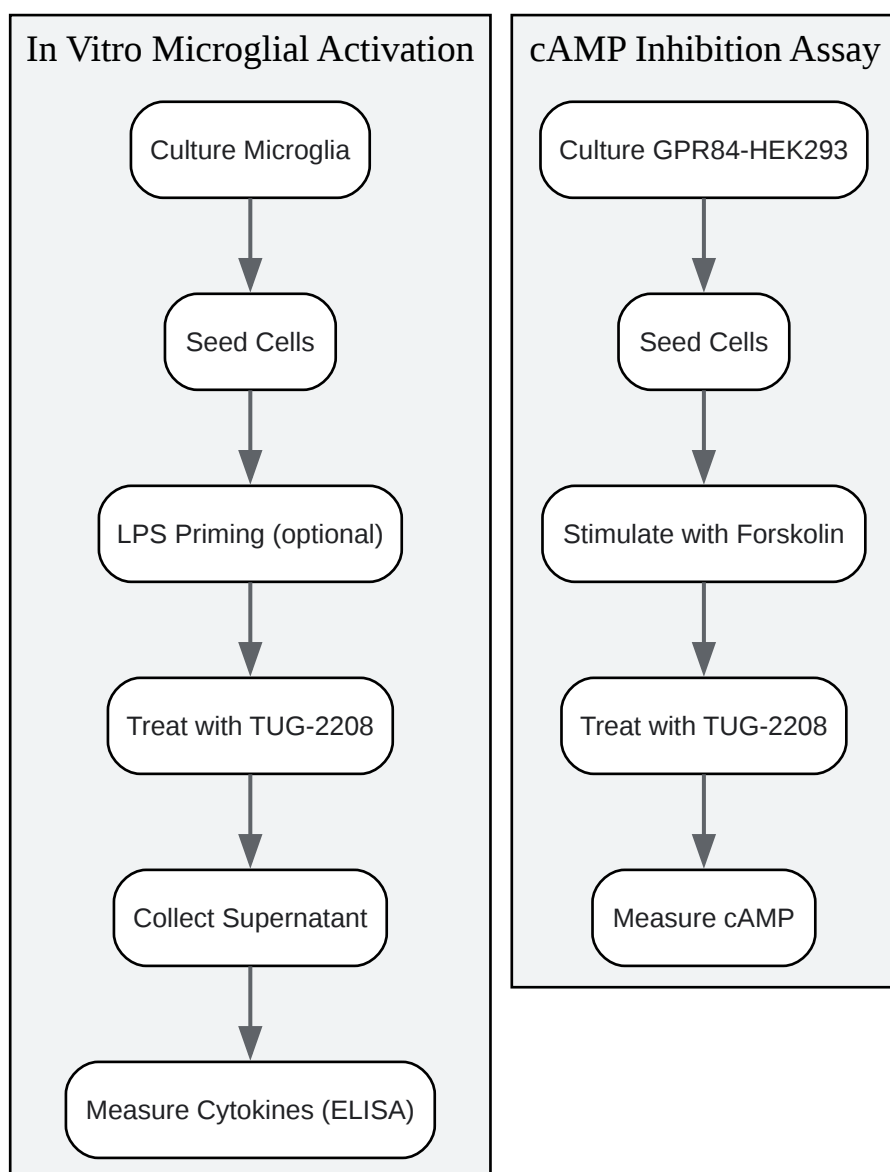 In Vitro Microglial Activation
Culture Microglia
Seed Cells
LPS Priming (optional)
Treat with TUG-2208
Collect Supernatant
Measure Cytokines (ELISA)
cAMP Inhibition Assay
Culture GPR84-HEK293
Seed Cells
Stimulate with Forskolin
Treat with TUG-2208
Measure cAMP